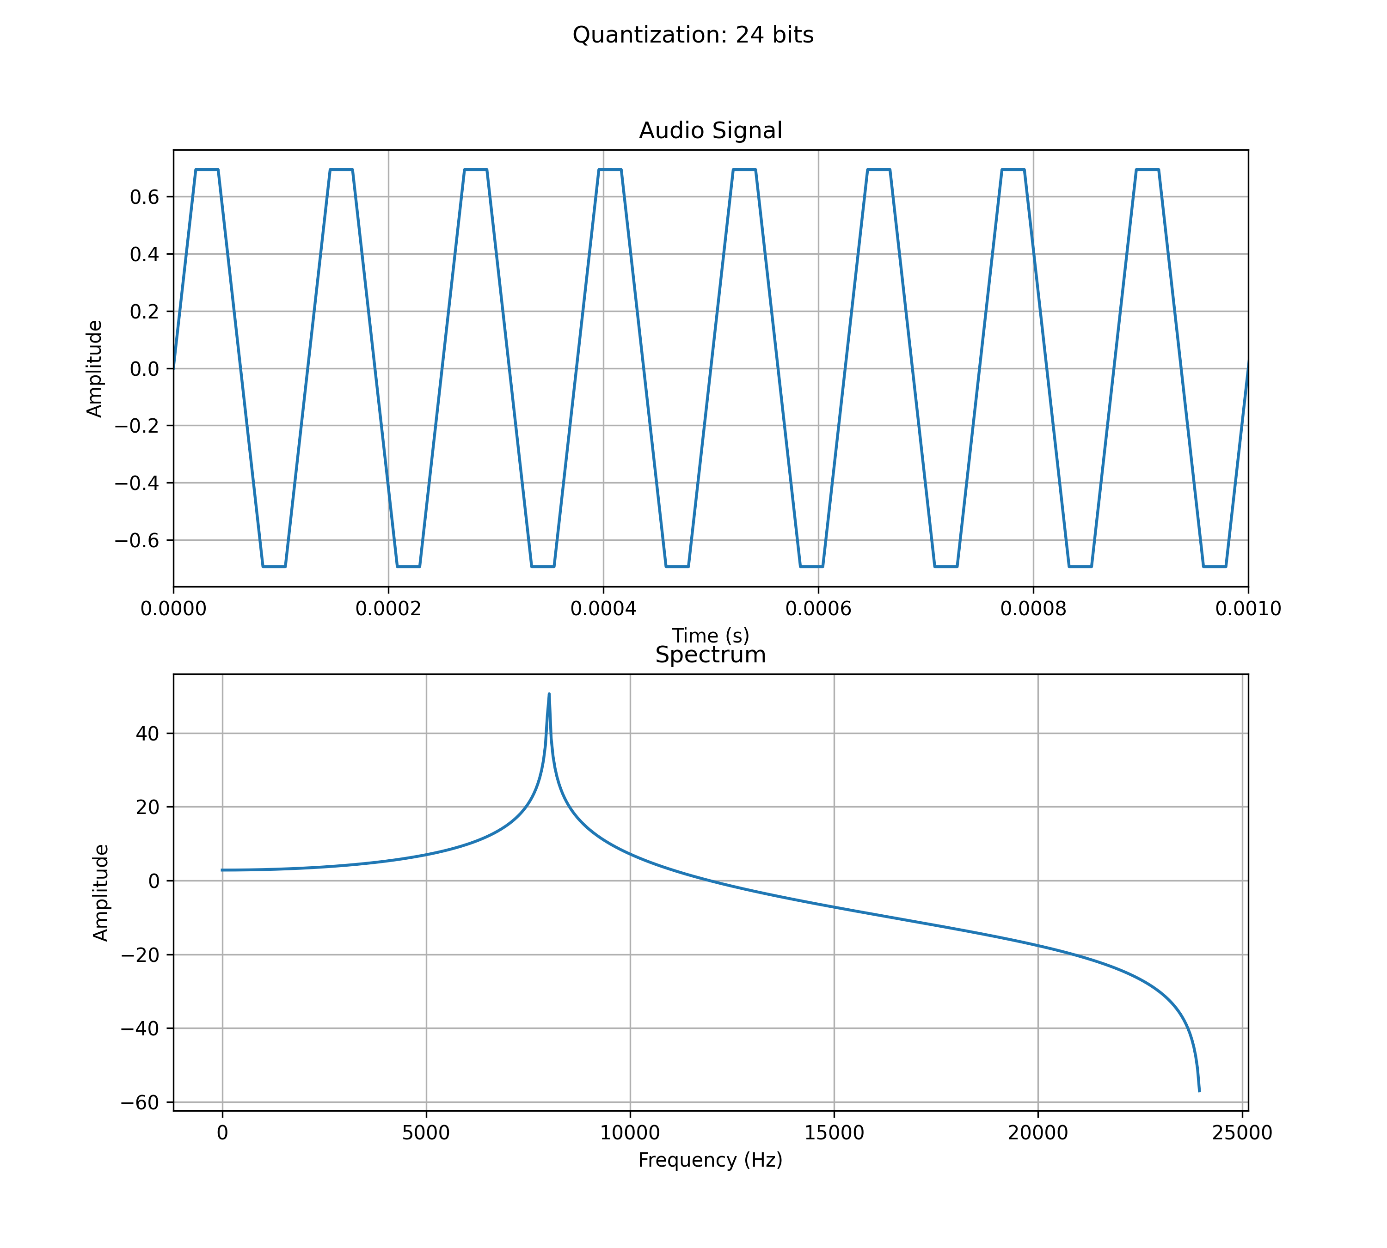 Quantization: 24 bits
Audio Signal
Amplitude
0.6
0.4
0.2
0.0
−0.2
−0.4
−0.6
0.0000 0.0002 0.0004 0.0006 0.0008 0.0010
Time (s)
Spectrum
Amplitude
40
20
0
−20
−40
−60
0 5000 10000 15000 20000 25000
Frequency (Hz)